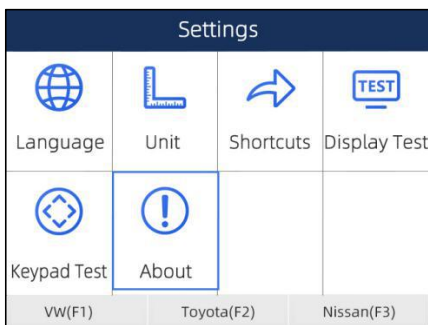 Settings
TEST
Language Unit Shortcuts Display Test
Keypad Test About
VW(F1) Toyota(F2) Nissan(F3)